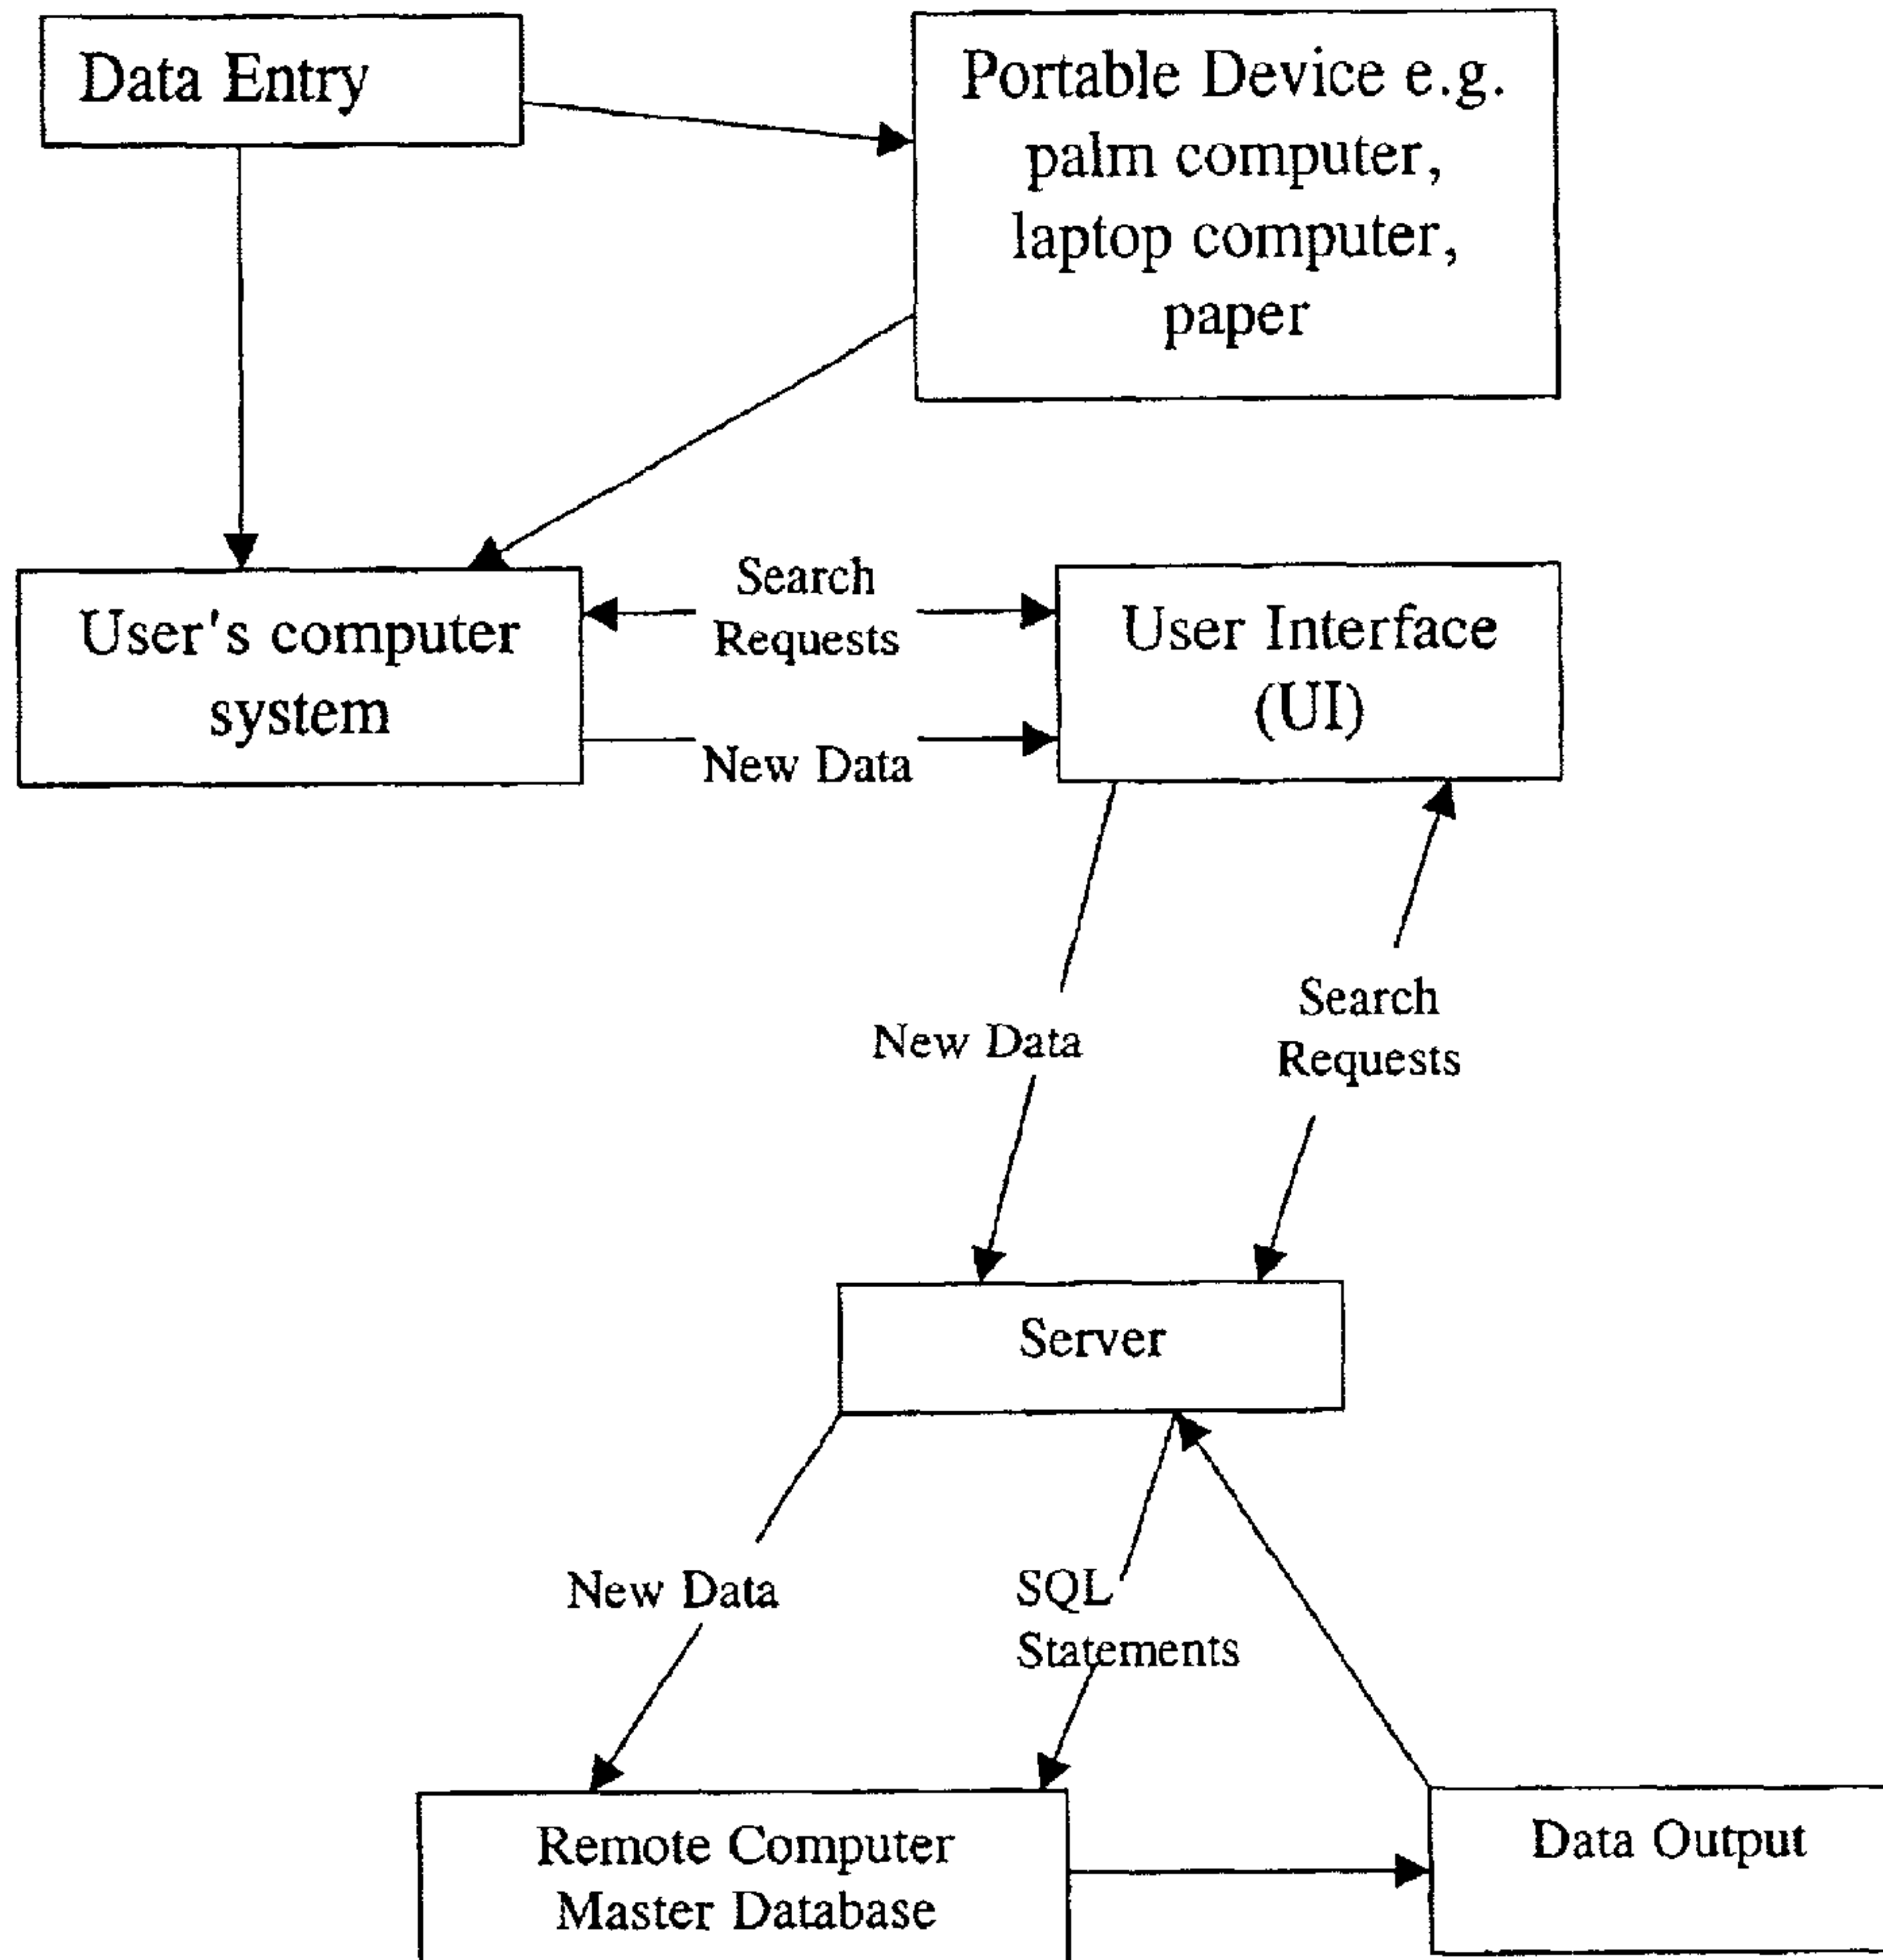 Data Entry
Portable Device e.g.
palm computer,
laptop computer,
paper
User's computer
system
Search
Requests
New Data
User Interface
(UI)
New Data
Search
Requests
Server
New Data
SQL
Statements
Remote Computer
Master Database
Data Output